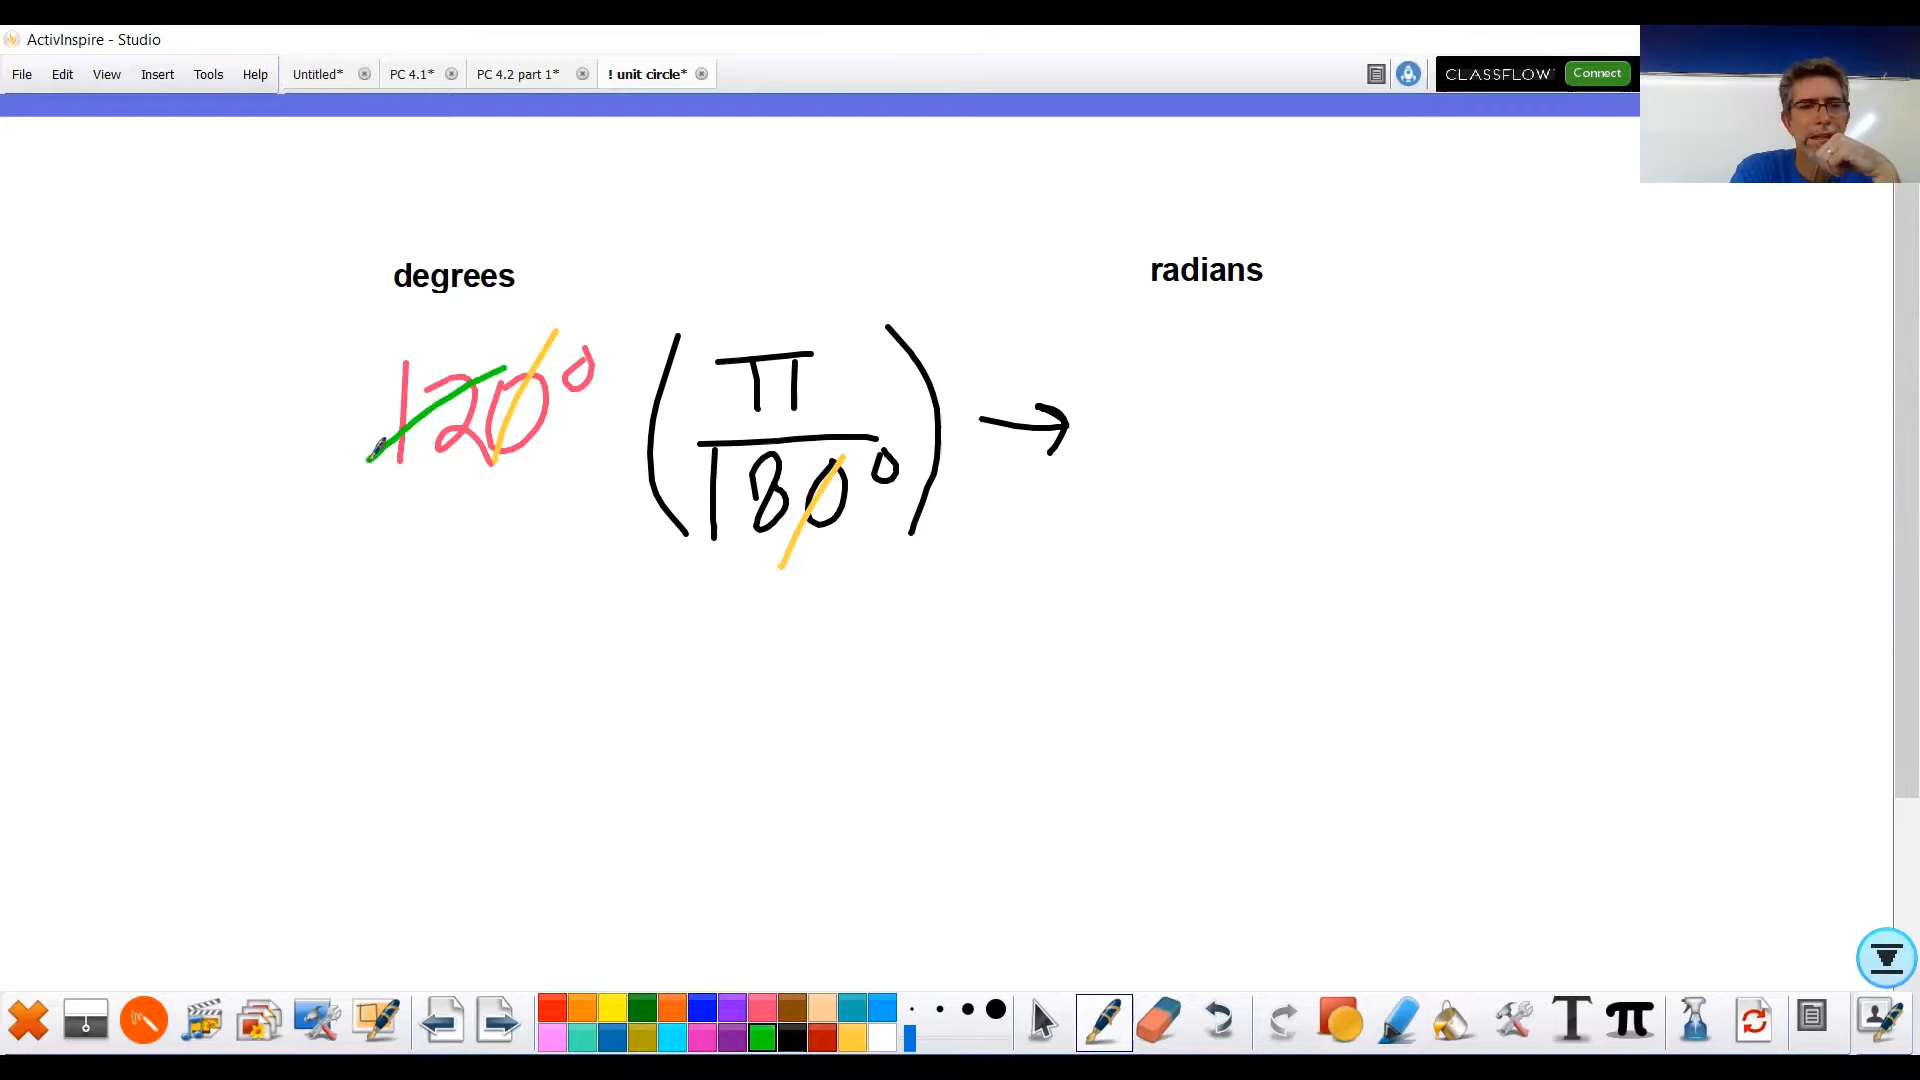 ActivInspire - Studio
File Edit View Insert Tools Help Untitled* PC 4.1* PC 4.2 part 1* ! unit circle* CLASSFLOW Connect
degrees radians
120° (π/180°) →
T π